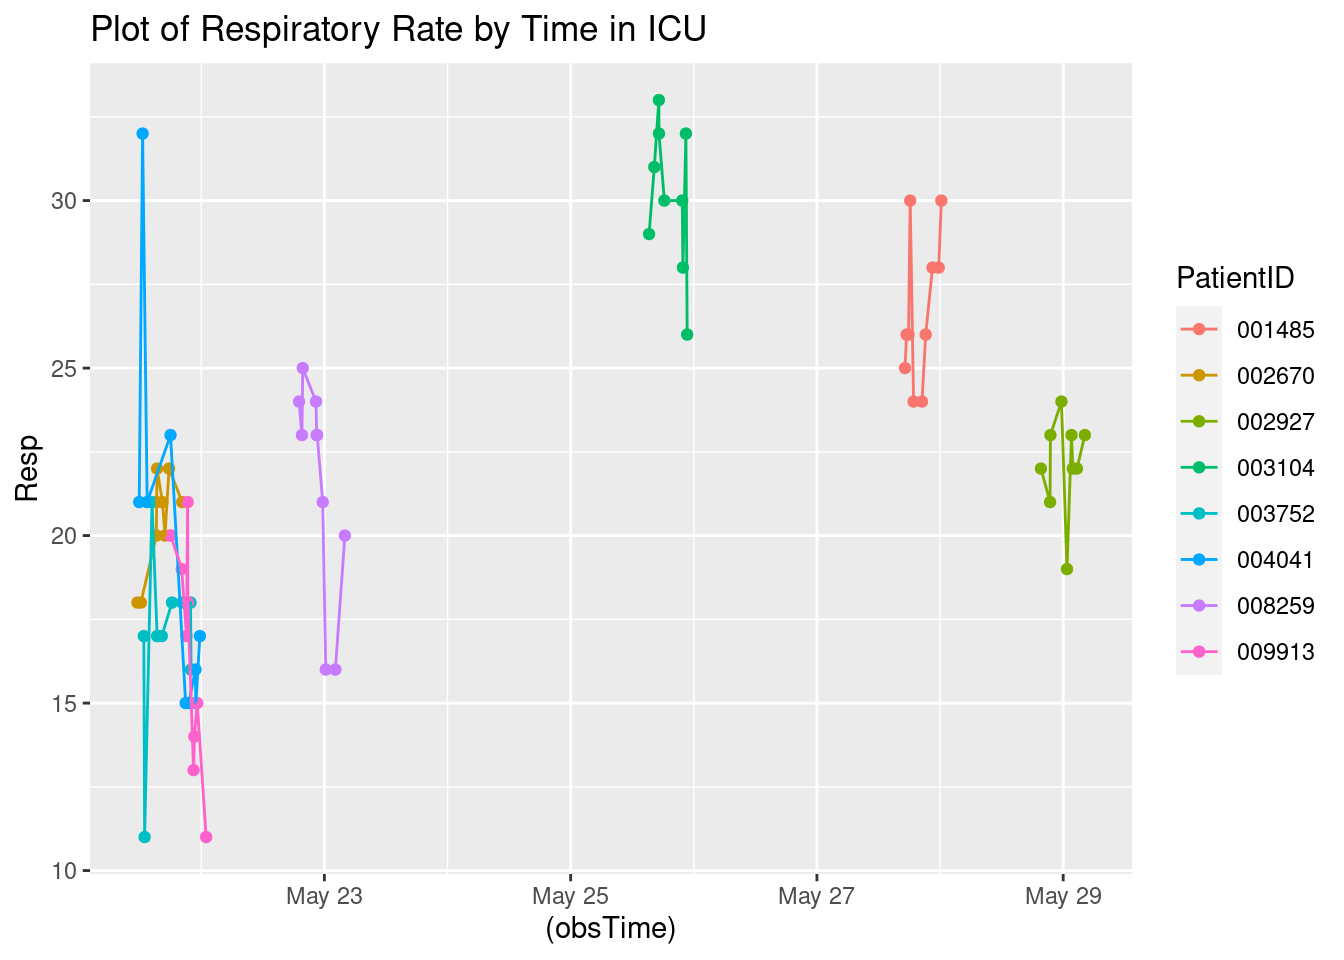 Plot of Respiratory Rate by Time in ICU
Resp
30
25
20
15
10
May 23
May 25
May 27
May 29
(obsTime)
PatientID
001485
002670
002927
003104
003752
004041
008259
009913